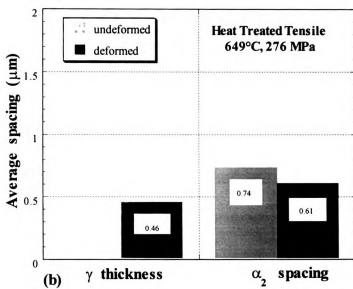 undeformed
deformed
Heat Treated Tensile
649°C, 276 MPa
Average spacing (μm)
2
1.5
1
0.5
0
0.46
0.74
0.61
(b) γ thickness α₂ spacing